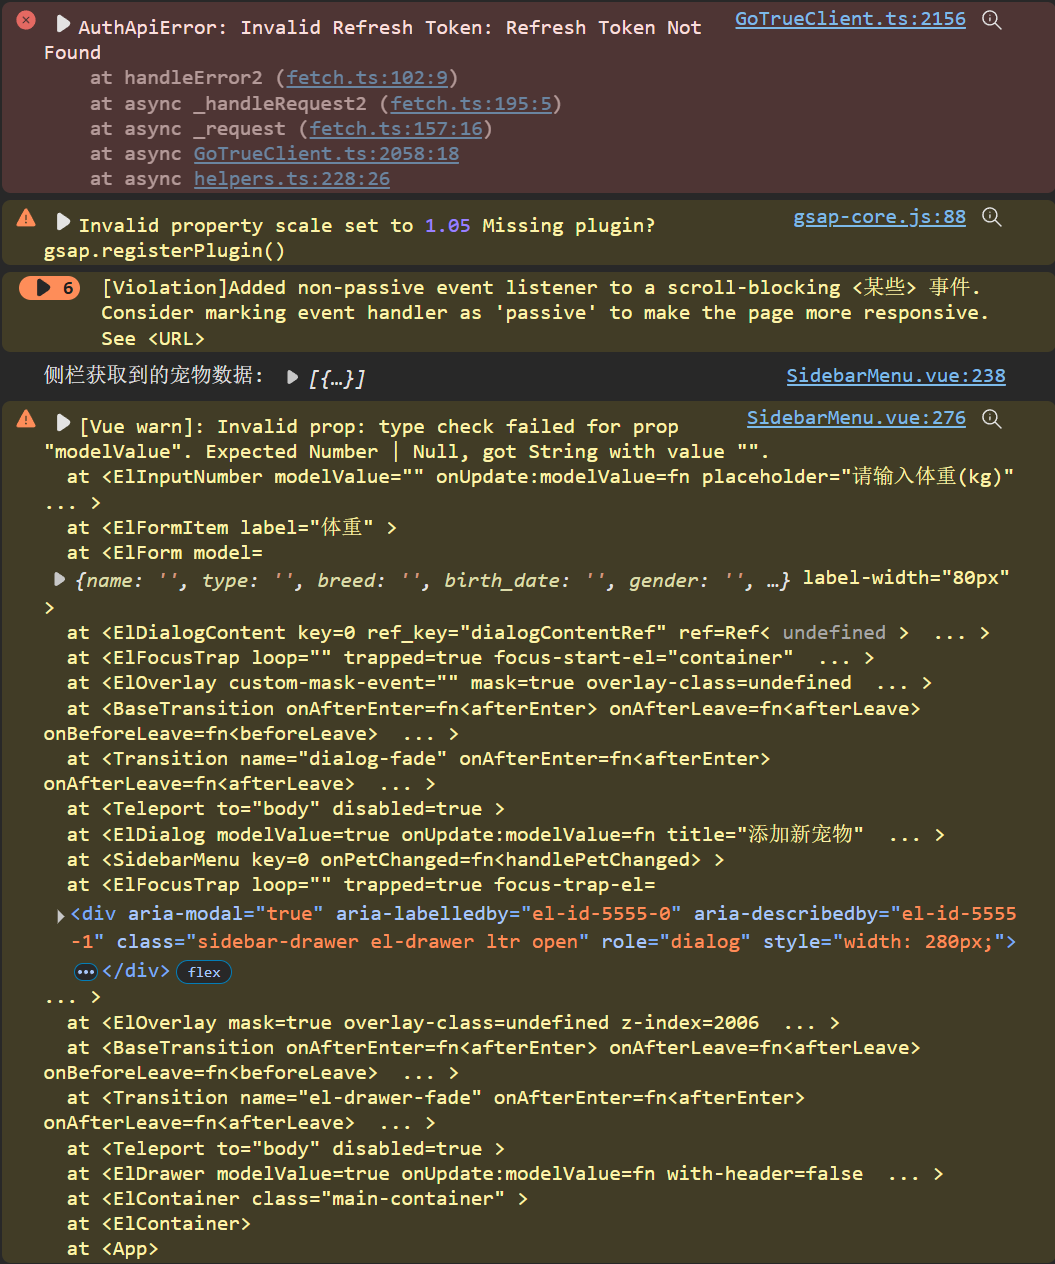 AuthApiError: Invalid Refresh Token: Refresh Token Not GoTrueClient.ts:2156
Found
at handleError2 (fetch.ts:102:9)
at async _handleRequest2 (fetch.ts:195:5)
at async _request (fetch.ts:157:16)
at async GoTrueClient.ts:2058:18
at async helpers.ts:228:26
Invalid property scale set to 1.05 Missing plugin? gsap-core.js:88
gsap.registerPlugin()
6 [Violation]Added non-passive event listener to a scroll-blocking <某些> 事件.
Consider marking event handler as 'passive' to make the page more responsive.
See <URL>
侧栏获取到的宠物数据: [{…}] SidebarMenu.vue:238
[Vue warn]: Invalid prop: type check failed for prop SidebarMenu.vue:276
"modelValue". Expected Number | Null, got String with value "".
at <ElInputNumber modelValue="" onUpdate:modelValue=fn placeholder="请输入体重(kg)"
... >
at <ElFormItem label="体重" >
at <ElForm model=
{name: '', type: '', breed: '', birth_date: '', gender: '', …} label-width="80px"
>
at <ElDialogContent key=0 ref_key="dialogContentRef" ref=Ref< undefined > ... >
at <ElFocusTrap loop="" trapped=true focus-start-el="container" ... >
at <ElOverlay custom-mask-event="" mask=true overlay-class=undefined ... >
at <BaseTransition onAfterEnter=fn<afterEnter> onAfterLeave=fn<afterLeave>
onBeforeLeave=fn<beforeLeave> ... >
at <Transition name="dialog-fade" onAfterEnter=fn<afterEnter>
onAfterLeave=fn<afterLeave> ... >
at <Teleport to="body" disabled=true >
at <ElDialog modelValue=true onUpdate:modelValue=fn title="添加新宠物" ... >
at <SidebarMenu key=0 onPetChanged=fn<handlePetChanged> >
at <ElFocusTrap loop="" trapped=true focus-trap-el=
<div aria-modal="true" aria-labelledby="el-id-5555-0" aria-describedby="el-id-5555
-1" class="sidebar-drawer el-drawer ltr open" role="dialog" style="width: 280px;">
</div> flex
... >
at <ElOverlay mask=true overlay-class=undefined z-index=2006 ... >
at <BaseTransition onAfterEnter=fn<afterEnter> onAfterLeave=fn<afterLeave>
onBeforeLeave=fn<beforeLeave> ... >
at <Transition name="el-drawer-fade" onAfterEnter=fn<afterEnter>
onAfterLeave=fn<afterLeave> ... >
at <Teleport to="body" disabled=true >
at <ElDrawer modelValue=true onUpdate:modelValue=fn with-header=false ... >
at <ElContainer class="main-container" >
at <ElContainer>
at <App>